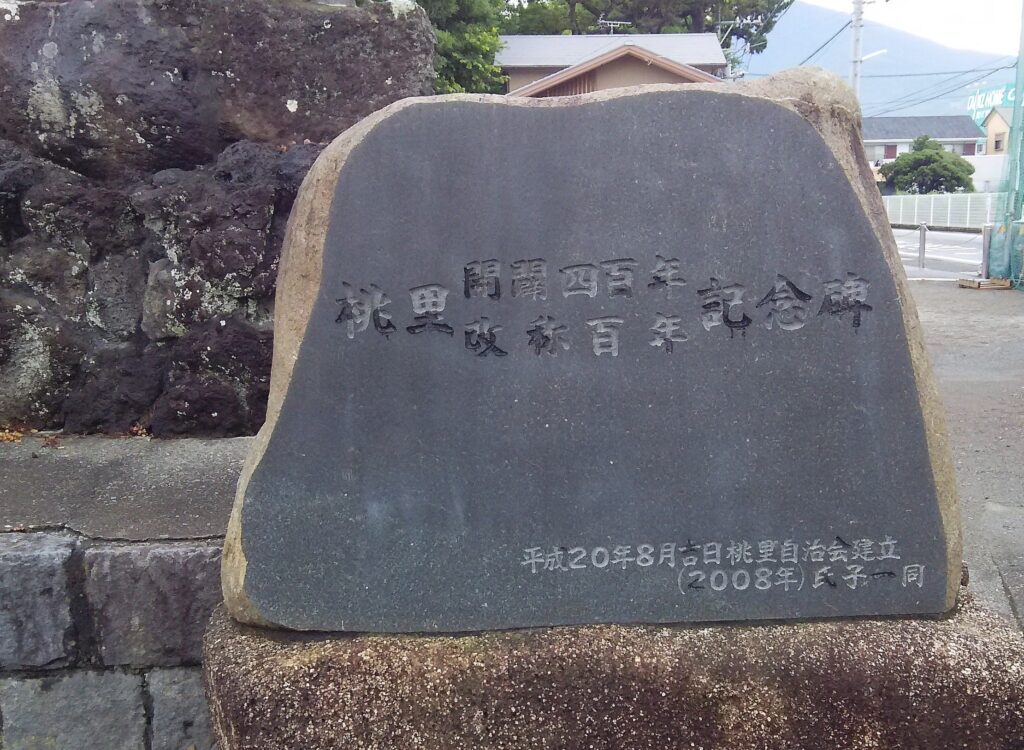 桃里
開闢四百年
改称百年
記念碑
平成20年8月吉日桃里自治会建立
(2008年)氏子一同
HOME